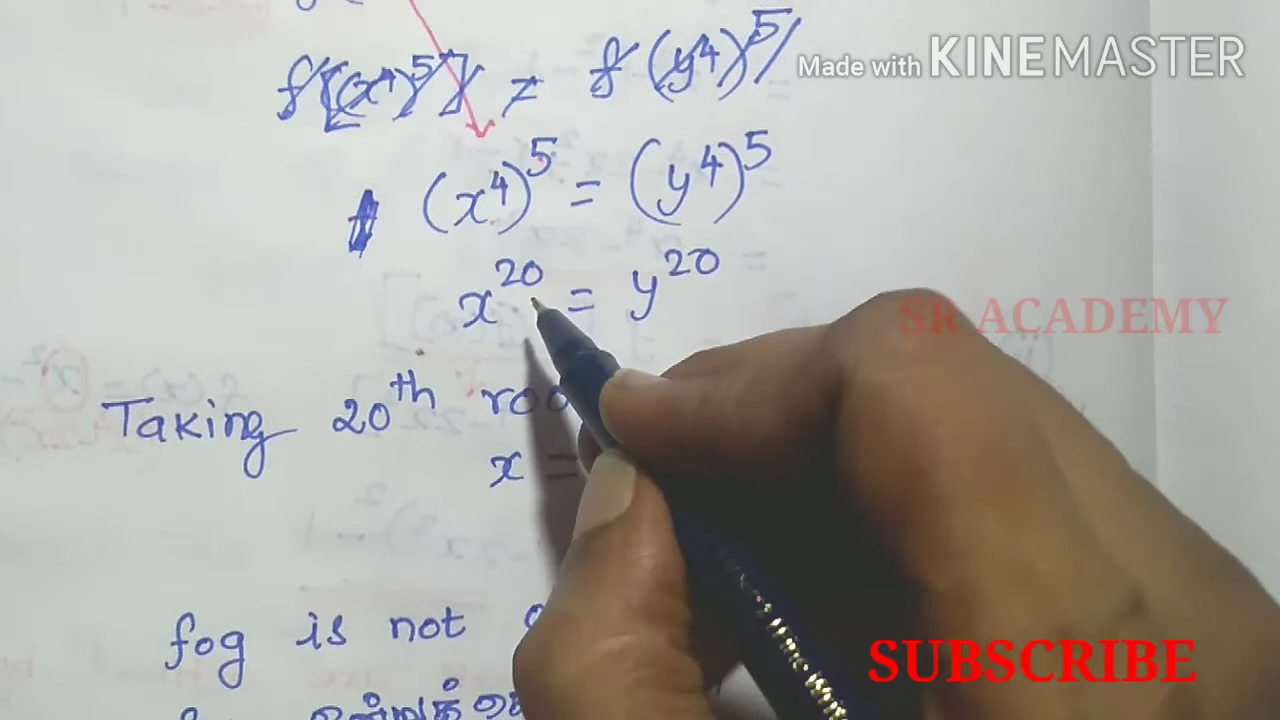 Made with KINEMASTER
f[(x⁴)⁵] = f(y⁴)⁵
(x⁴)⁵ = (y⁴)⁵
x²⁰ = y²⁰
SR ACADEMY
Taking 20th
x =
fog is not
SUBSCRIBE